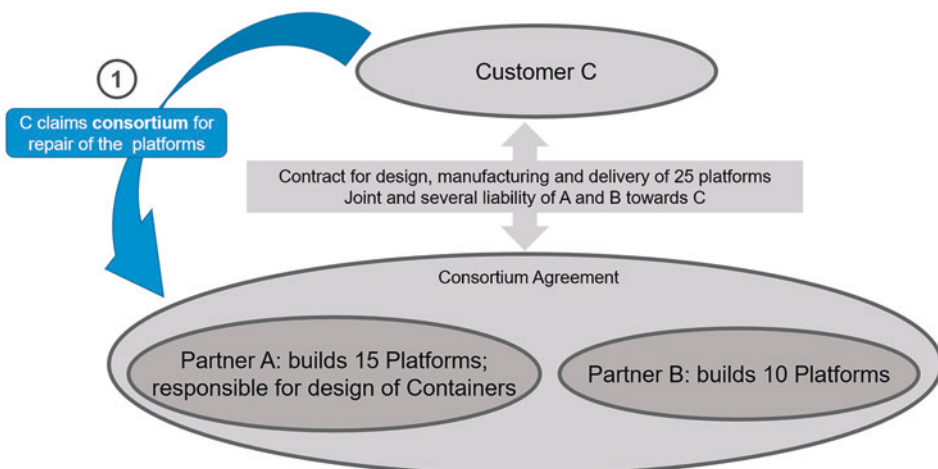 Customer C
1
C claims consortium for
repair of the platforms
Contract for design, manufacturing and delivery of 25 platforms
Joint and several liability of A and B towards C
Consortium Agreement
Partner A: builds 15 Platforms;
responsible for design of Containers
Partner B: builds 10 Platforms